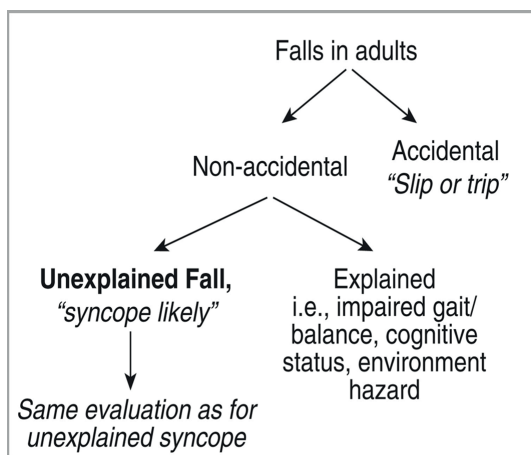 Falls in adults
Non-accidental
Accidental
“Slip or trip”
Unexplained Fall,
“syncope likely”
Explained
i.e., impaired gait/
balance, cognitive
status, environment
hazard
Same evaluation as for
unexplained syncope